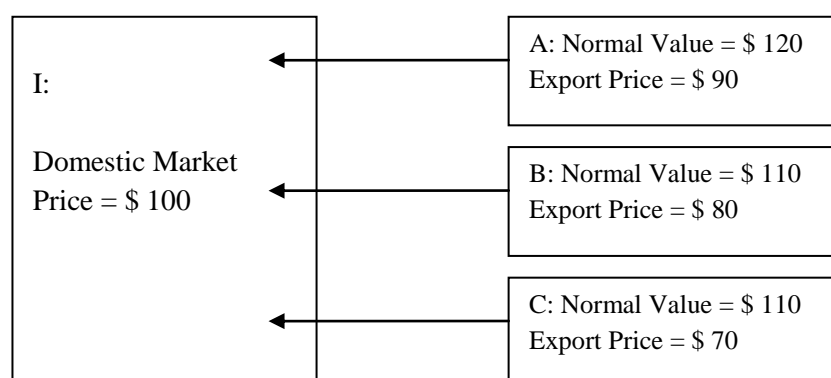 I:
Domestic Market
Price = $ 100
A: Normal Value = $ 120
Export Price = $ 90
B: Normal Value = $ 110
Export Price = $ 80
C: Normal Value = $ 110
Export Price = $ 70